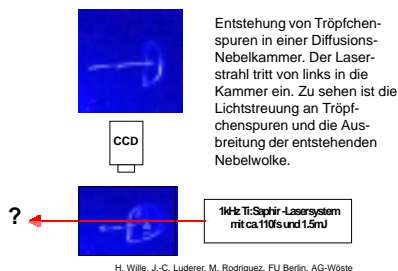 Entstehung von Tröpfchen-
spuren in einer Diffusions-
Nebelkammer. Der Laser-
strahl tritt von links in die
Kammer ein. Zu sehen ist die
Lichtstreuung an Tröpf-
chenspuren und die Aus-
breitung der entstehenden
Nebelwolke.
CCD
?
1kHz Ti:Saphir-Lasersystem
mit ca.110fs und 1.5mJ
H. Wille, J.-C. Luderer, M. Rodriguez, FU Berlin, AG-Wöste